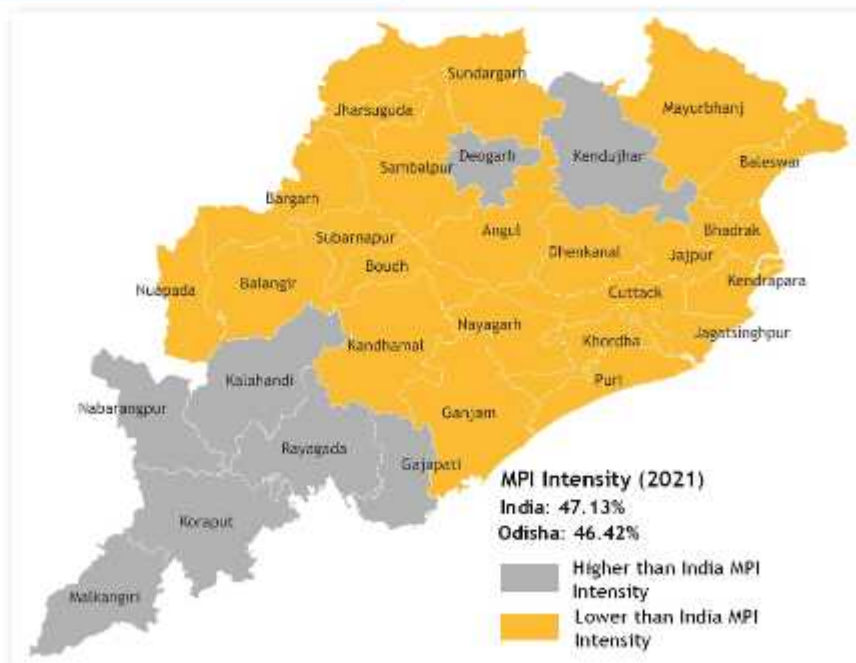 Sundargarh
Jharsuguda
Mayurbhanj
Deogarh
Kendujhar
Sambalpur
Baleswar
Bargarh
Subarnapur
Angul
Bhadrak
Dhenkanal
Jajpur
Bouch
Nuapada
Balangir
Kendrapara
Cuttack
Nayagarh
Jagatsinghpur
Kandhamal
Khordha
Kalahandi
Puri
Nabarangpur
Ganjam
Rayagada
Gajapati
MPI Intensity (2021)
India: 47.13%
Koraput
Odisha: 46.42%
Higher than India MPI
Intensity
Malkangiri
Lower than India MPI
Intensity